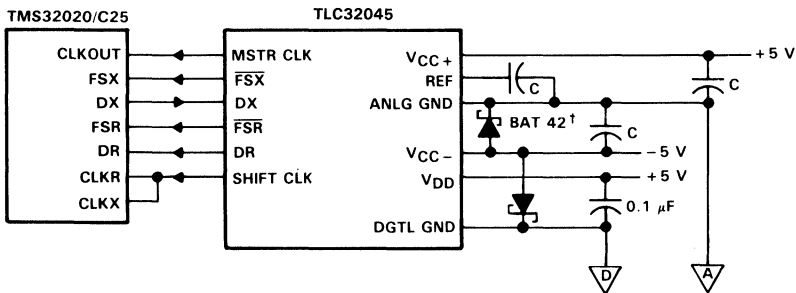 TMS32020/C25
TLC32045
CLKOUT
FSX
DX
FSR
DR
CLKR
CLKX
MSTR CLK
FSX
DX
FSR
DR
SHIFT CLK
VCC+
REF
ANLG GND
VCC−
VDD
DGTL GND
+5 V
C
C
BAT 42†
C
−5 V
+5 V
0.1 μF
D
A